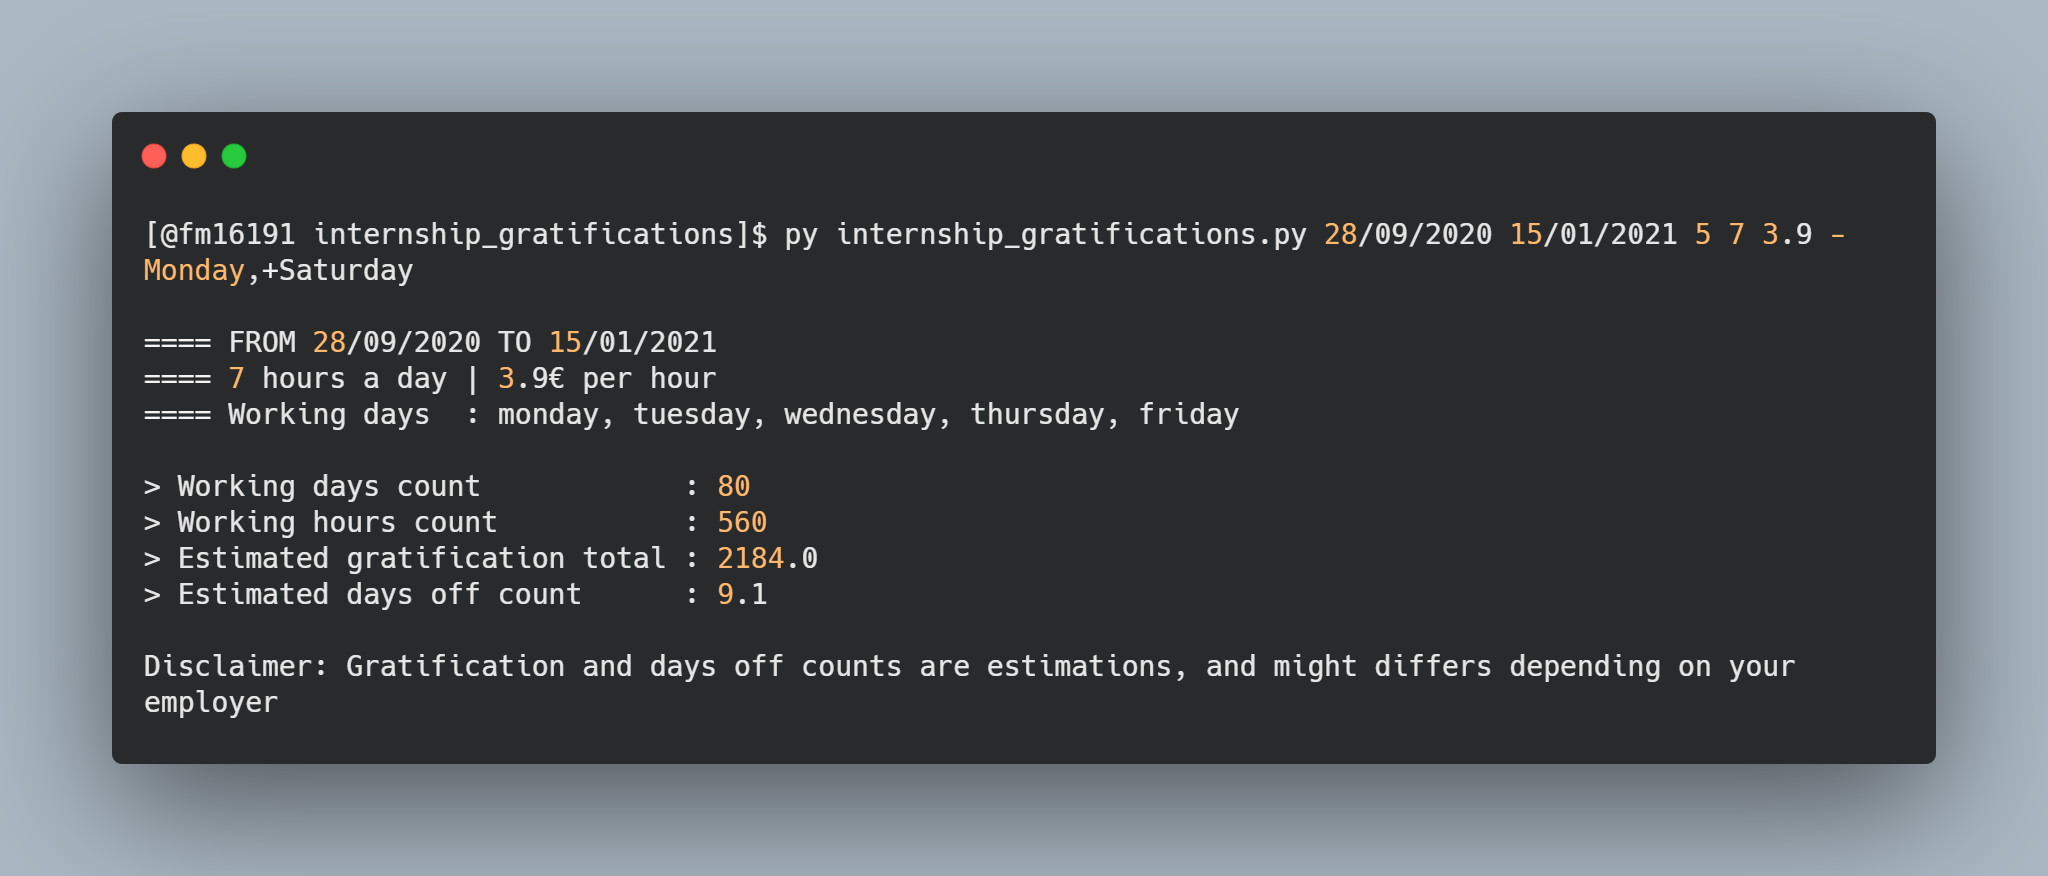 [@fm16191 internship_gratifications]$ py internship_gratifications.py 28/09/2020 15/01/2021 5 7 3.9 -
Monday,+Saturday
==== FROM 28/09/2020 TO 15/01/2021
==== 7 hours a day | 3.9€ per hour
==== Working days  : monday, tuesday, wednesday, thursday, friday
> Working days count            : 80
> Working hours count           : 560
> Estimated gratification total : 2184.0
> Estimated days off count      : 9.1
Disclaimer: Gratification and days off counts are estimations, and might differs depending on your
employer